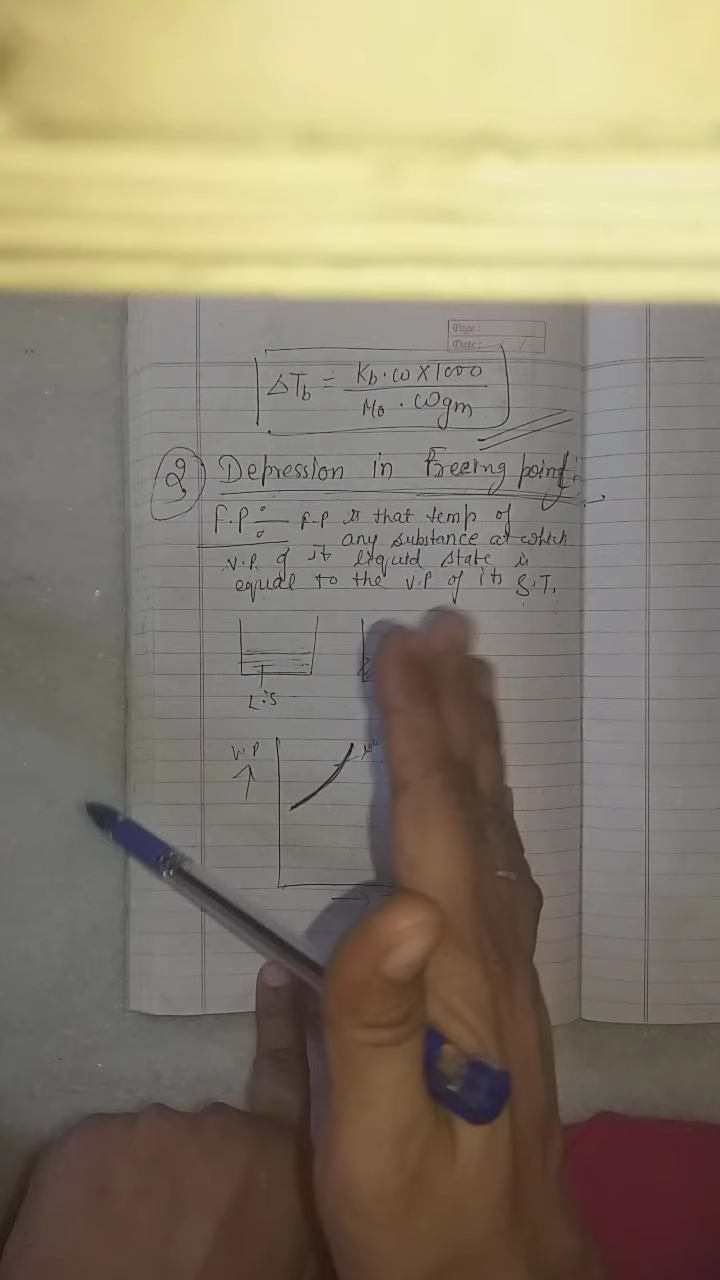 Page:
Date: / /
ΔTb = Kb·ω×1000
Mo · Wgm
2 Depression in Freezing point:
F.P:— F.P is that temp of
any substance at which
V.P of it liquid state is
equal to the V.P of its S.T.
L.S
V.P